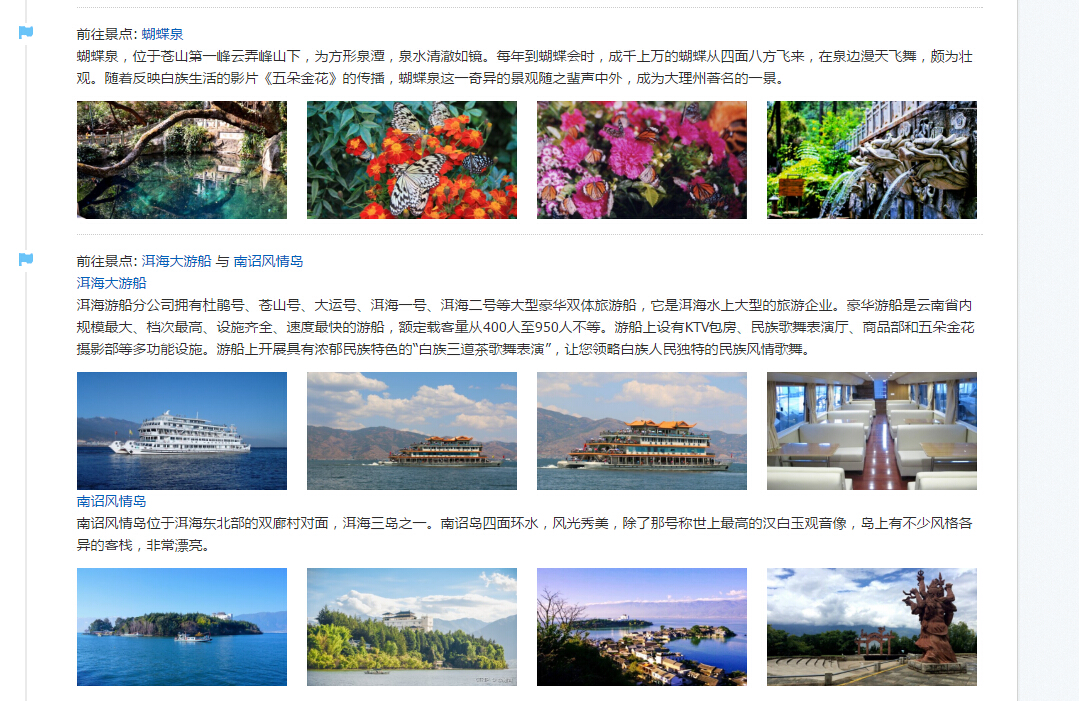 前往景点: 蝴蝶泉
蝴蝶泉，位于苍山第一峰云弄峰山下，为方形泉潭，泉水清澈如镜。每年到蝴蝶会时，成千上万的蝴蝶从四面八方飞来，在泉边漫天飞舞，颇为壮
观。随着反映白族生活的影片《五朵金花》的传播，蝴蝶泉这一奇异的景观随之蜚声中外，成为大理州著名的一景。
前往景点: 洱海大游船 与 南诏风情岛
洱海大游船
洱海游船分公司拥有杜鹃号、苍山号、大运号、洱海一号、洱海二号等大型豪华双体旅游船，它是洱海水上大型的旅游企业。豪华游船是云南省内
规模最大、档次最高、设施齐全、速度最快的游船，额定载客量从400人至950人不等。游船上设有KTV包房、民族歌舞表演厅、商品部和五朵金花
摄影部等多功能设施。游船上开展具有浓郁民族特色的“白族三道茶歌舞表演”，让您领略白族人民独特的民族风情歌舞。
南诏风情岛
南诏风情岛位于洱海东北部的双廊村对面，洱海三岛之一。南诏岛四面环水，风光秀美，除了那号称世上最高的汉白玉观音像，岛上有不少风格各
异的客栈，非常漂亮。